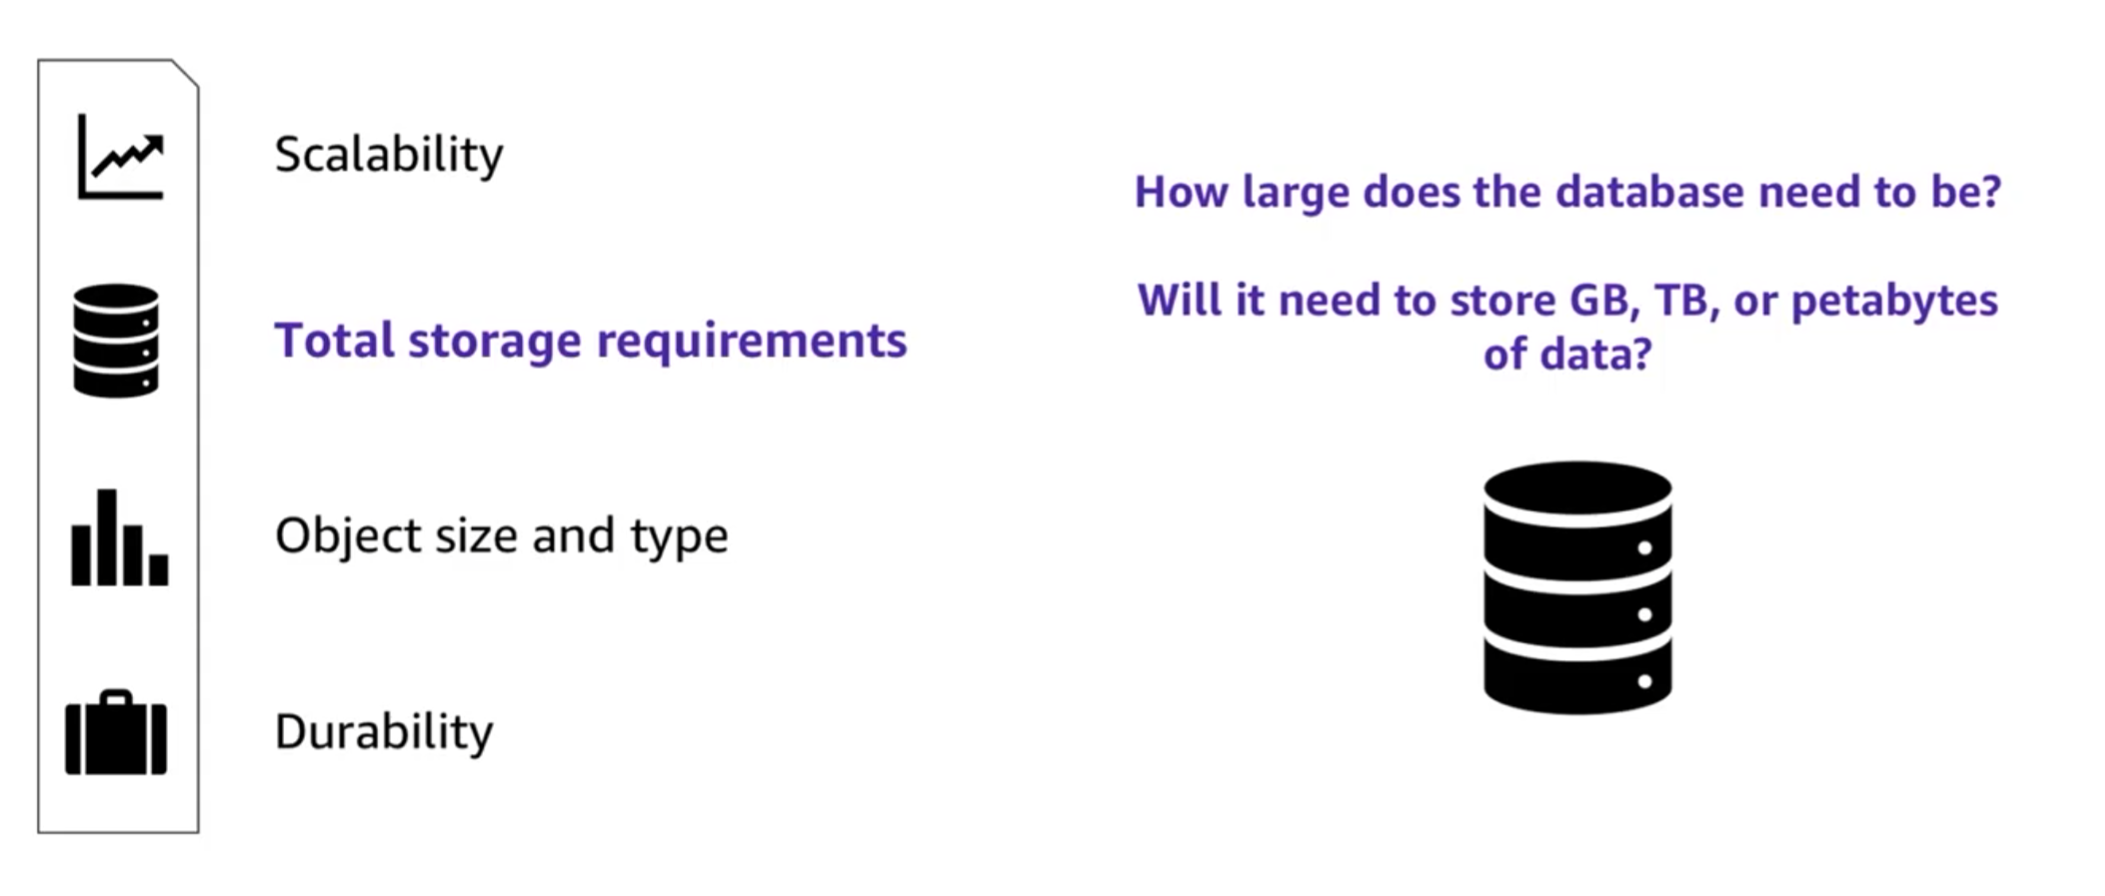 Scalability
Total storage requirements
Object size and type
Durability
How large does the database need to be?
Will it need to store GB, TB, or petabytes
of data?